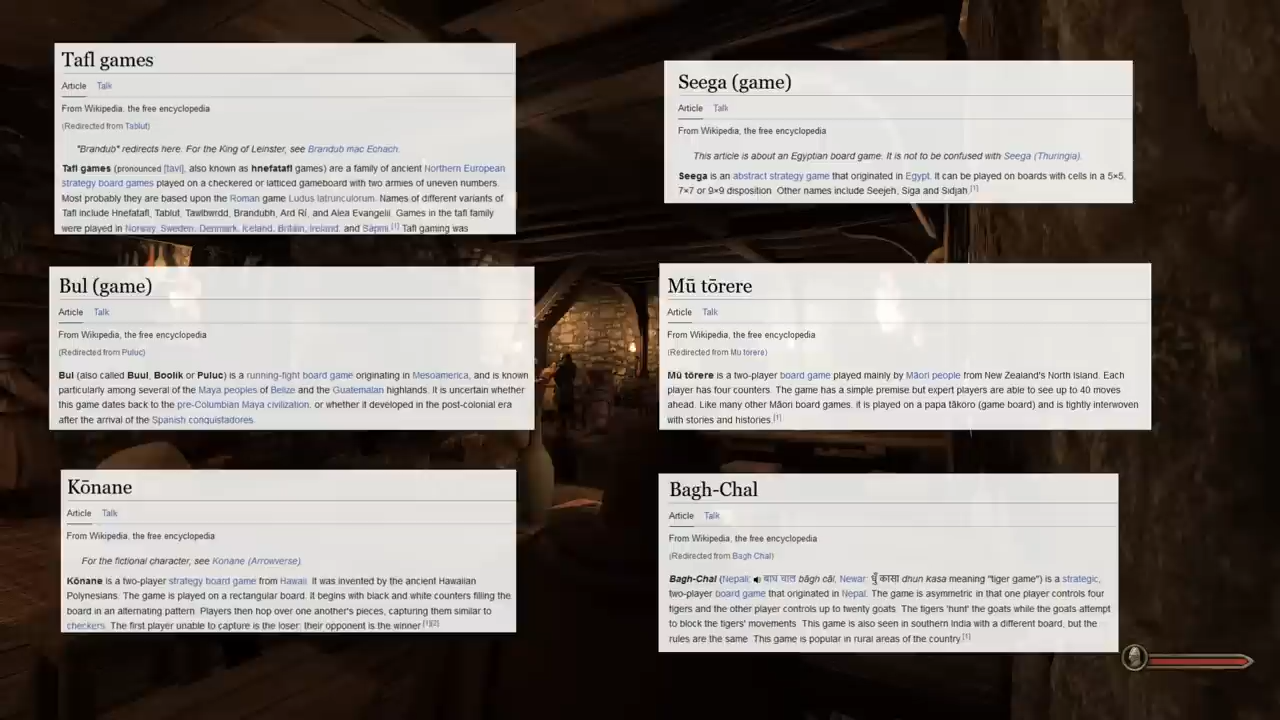 Tafl games
Article Talk
From Wikipedia, the free encyclopedia
(Redirected from Tablut)
"Brandub" redirects here. For the King of Leinster, see Brandub mac Echach.
Tafl games (pronounced [tavl], also known as hnefatafl games) are a family of ancient Northern European
strategy board games played on a checkered or latticed gameboard with two armies of uneven numbers.
Most probably they are based upon the Roman game Ludus latrunculorum. Names of different variants of
Tafl include Hnefatafl, Tablut, Tawlbwrdd, Brandubh, Ard Rí, and Alea Evangelii. Games in the tafl family
were played in Norway, Sweden, Denmark, Iceland, Britain, Ireland, and Sápmi.[1] Tafl gaming was
Seega (game)
Article Talk
From Wikipedia, the free encyclopedia
This article is about an Egyptian board game. It is not to be confused with Seega (Thuringia).
Seega is an abstract strategy game that originated in Egypt. It can be played on boards with cells in a 5×5,
7×7 or 9×9 disposition. Other names include Seejeh, Siga and Sidjah.[1]
Bul (game)
Article Talk
From Wikipedia, the free encyclopedia
(Redirected from Puluc)
Bul (also called Buul, Boolik or Puluc) is a running-fight board game originating in Mesoamerica, and is known
particularly among several of the Maya peoples of Belize and the Guatemalan highlands. It is uncertain whether
this game dates back to the pre-Columbian Maya civilization, or whether it developed in the post-colonial era
after the arrival of the Spanish conquistadores.
Mū tōrere
Article Talk
From Wikipedia, the free encyclopedia
(Redirected from Mu torere)
Mū tōrere is a two-player board game played mainly by Māori people from New Zealand's North Island. Each
player has four counters. The game has a simple premise but expert players are able to see up to 40 moves
ahead. Like many other Māori board games, it is played on a papa tākoro (game board) and is tightly interwoven
with stories and histories.[1]
Kōnane
Article Talk
From Wikipedia, the free encyclopedia
For the fictional character, see Konane (Arrowverse).
Kōnane is a two-player strategy board game from Hawaii. It was invented by the ancient Hawaiian
Polynesians. The game is played on a rectangular board. It begins with black and white counters filling the
board in an alternating pattern. Players then hop over one another's pieces, capturing them similar to
checkers. The first player unable to capture is the loser; their opponent is the winner.[1][2]
Bagh-Chal
Article Talk
From Wikipedia, the free encyclopedia
(Redirected from Bagh Chal)
Bagh-Chal (Nepali: बाघ चाल bāgh cāl, Newar: धुँ कासा dhun kasa meaning "tiger game") is a strategic,
two-player board game that originated in Nepal. The game is asymmetric in that one player controls four
tigers and the other player controls up to twenty goats. The tigers 'hunt' the goats while the goats attempt
to block the tigers' movements. This game is also seen in southern India with a different board, but the
rules are the same. This game is popular in rural areas of the country.[1]